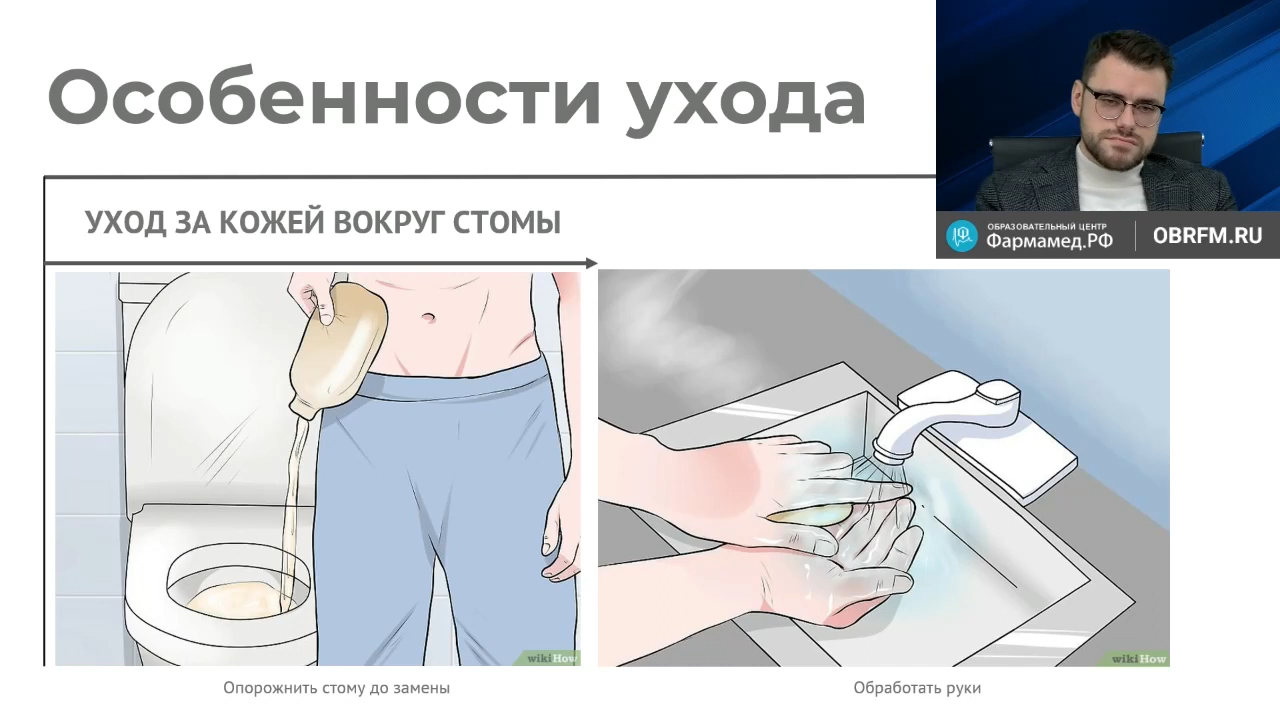 Особенности ухода
УХОД ЗА КОЖЕЙ ВОКРУГ СТОМЫ
ОБРАЗОВАТЕЛЬНЫЙ ЦЕНТР
Фармамед.РФ
OBRFM.RU
wikiHow
wikiHow
Опорожнить стому до замены
Обработать руки